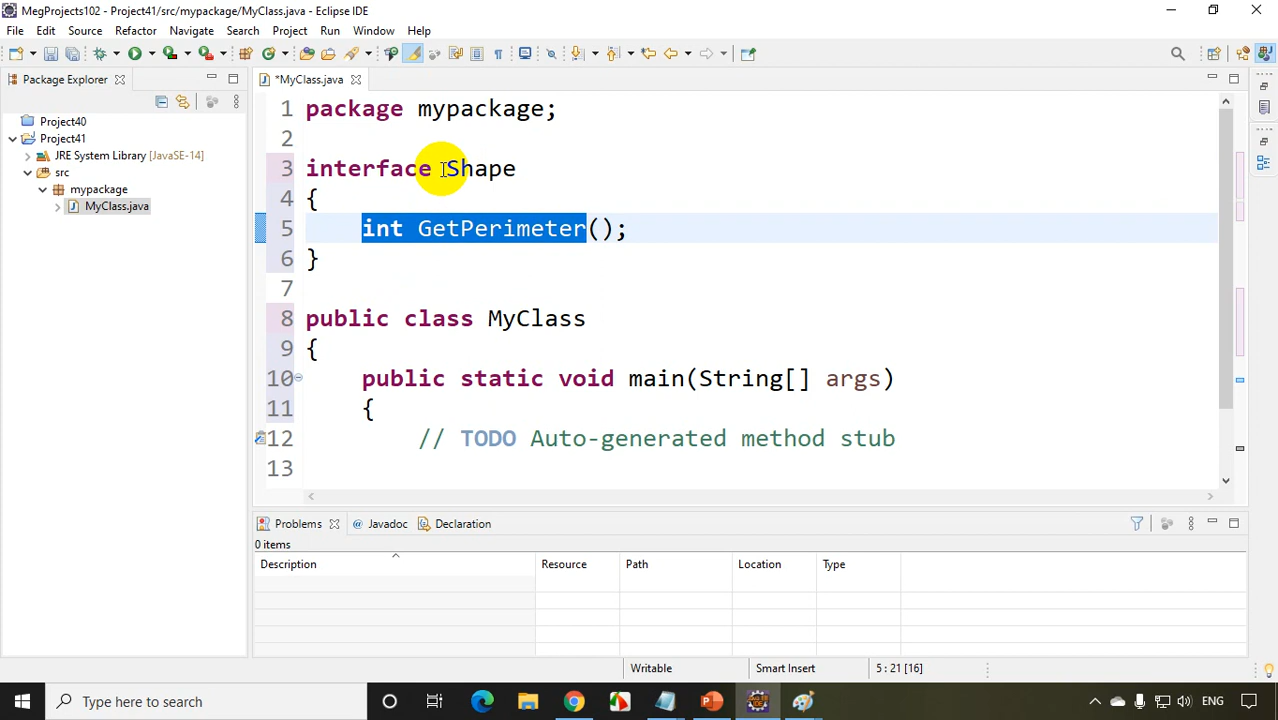 MegProjects102 - Project41/src/mypackage/MyClass.java - Eclipse IDE
File Edit Source Refactor Navigate Search Project Run Window Help
Package Explorer
*MyClass.java
Project40
Project41
JRE System Library [JavaSE-14]
src
mypackage
MyClass.java
1 package mypackage;
2
3 interface Shape
4 {
5 int GetPerimeter();
6 }
7
8 public class MyClass
9 {
10 public static void main(String[] args)
11 {
12 // TODO Auto-generated method stub
13
Problems @ Javadoc Declaration
0 items
Description Resource Path Location Type
Writable Smart Insert 5 : 21 [16]
Type here to search
ENG